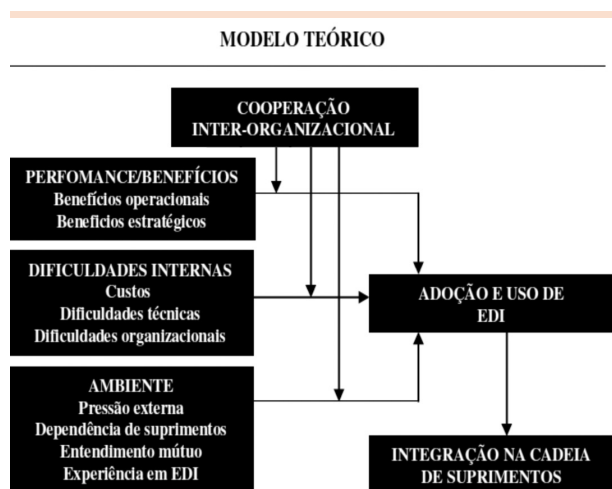 MODELO TEÓRICO
COOPERAÇÃO
INTER-ORGANIZACIONAL
PERFOMANCE/BENEFÍCIOS
Benefícios operacionais
Beneficios estratégicos
DIFICULDADES INTERNAS
Custos
Dificuldades técnicas
Dificuldades organizacionais
ADOÇÃO E USO DE
EDI
AMBIENTE
Pressão externa
Dependência de suprimentos
Entendimento mútuo
Experiência em EDI
INTEGRAÇÃO NA CADEIA
DE SUPRIMENTOS